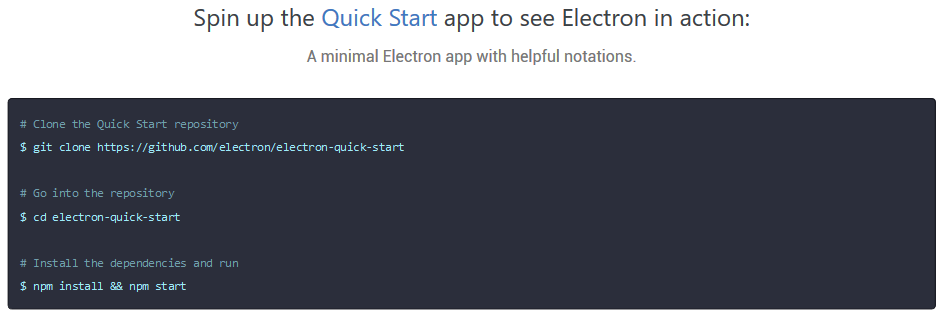 Spin up the Quick Start app to see Electron in action:
A minimal Electron app with helpful notations.
# Clone the Quick Start repository
$ git clone https://github.com/electron/electron-quick-start
# Go into the repository
$ cd electron-quick-start
# Install the dependencies and run
$ npm install && npm start